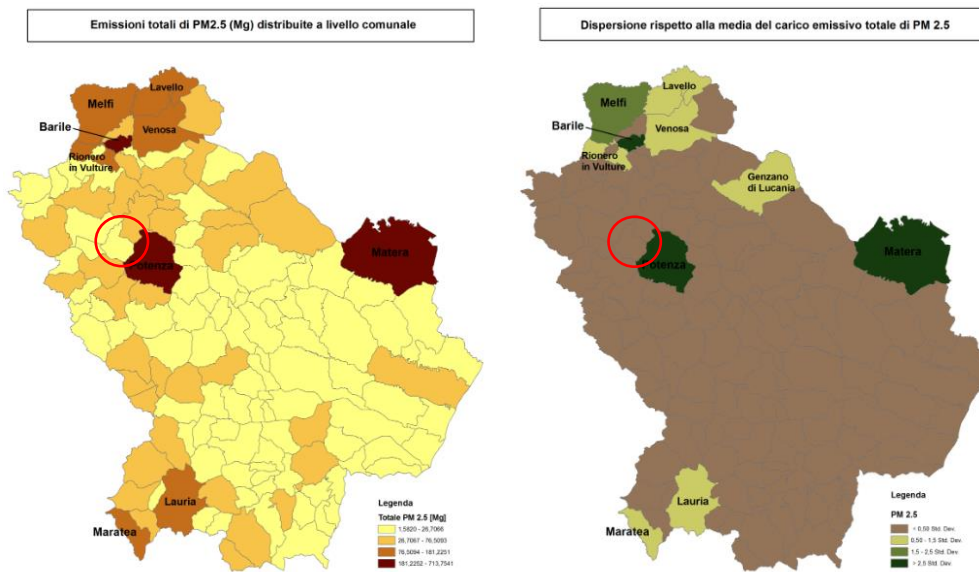 Emissioni totali di PM2.5 (Mg) distribuite a livello comunale
Lavello
Melfi
Barile
Venosa
Rionero
in Vulture
Matera
Potenza
Lauria
Maratea
Legenda
Totale PM 2.5 [Mg]
1,5820 - 26,7066
26,7067 - 76,5093
76,5094 - 181,2251
181,2252 - 713,7541
Dispersione rispetto alla media del carico emissivo totale di PM 2.5
Lavello
Melfi
Barile
Venosa
Rionero
in Vulture
Genzano
di Lucania
Matera
Potenza
Lauria
Maratea
Legenda
PM 2.5
< 0,50 Std. Dev.
0,50 - 1,5 Std. Dev.
1,5 - 2,5 Std. Dev.
> 2,5 Std. Dev.